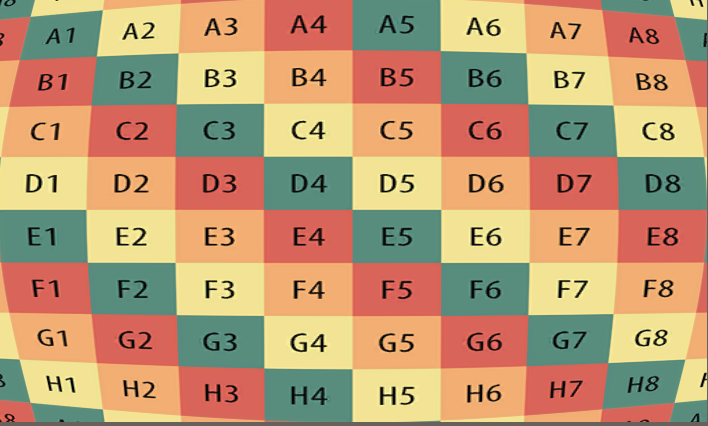 A1 A2 A3 A4 A5 A6 A7 A8
B1 B2 B3 B4 B5 B6 B7 B8
C1 C2 C3 C4 C5 C6 C7 C8
D1 D2 D3 D4 D5 D6 D7 D8
E1 E2 E3 E4 E5 E6 E7 E8
F1 F2 F3 F4 F5 F6 F7 F8
G1 G2 G3 G4 G5 G6 G7 G8
H1 H2 H3 H4 H5 H6 H7 H8